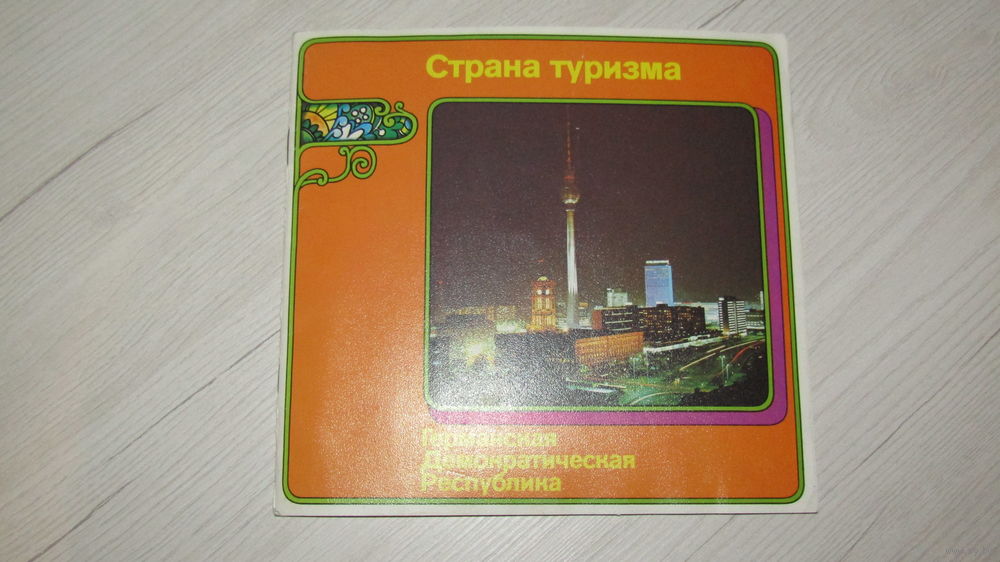 Страна туризма
Германская
Демократическая
Республика